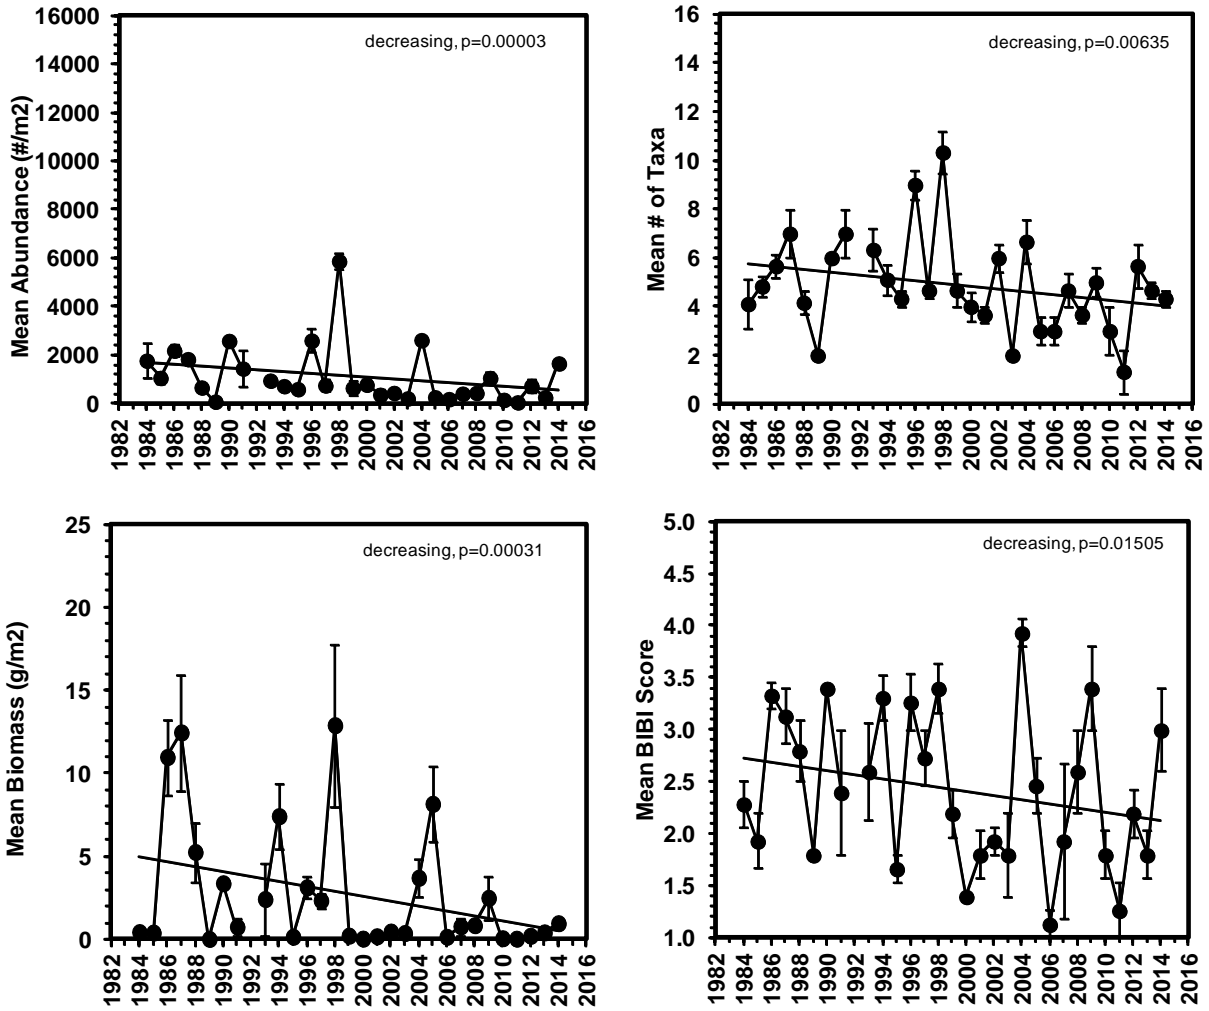 16000
14000
12000
10000
8000
6000
4000
2000
0
Mean Abundance (#/m2)
decreasing, p=0.00003
1982 1984 1986 1988 1990 1992 1994 1996 1998 2000 2002 2004 2006 2008 2010 2012 2014 2016
16
14
12
10
8
6
4
2
0
Mean # of Taxa
decreasing, p=0.00635
1982 1984 1986 1988 1990 1992 1994 1996 1998 2000 2002 2004 2006 2008 2010 2012 2014 2016
25
20
15
10
5
0
Mean Biomass (g/m2)
decreasing, p=0.00031
1982 1984 1986 1988 1990 1992 1994 1996 1998 2000 2002 2004 2006 2008 2010 2012 2014 2016
5.0
4.5
4.0
3.5
3.0
2.5
2.0
1.5
1.0
Mean BIBI Score
decreasing, p=0.01505
1982 1984 1986 1988 1990 1992 1994 1996 1998 2000 2002 2004 2006 2008 2010 2012 2014 2016